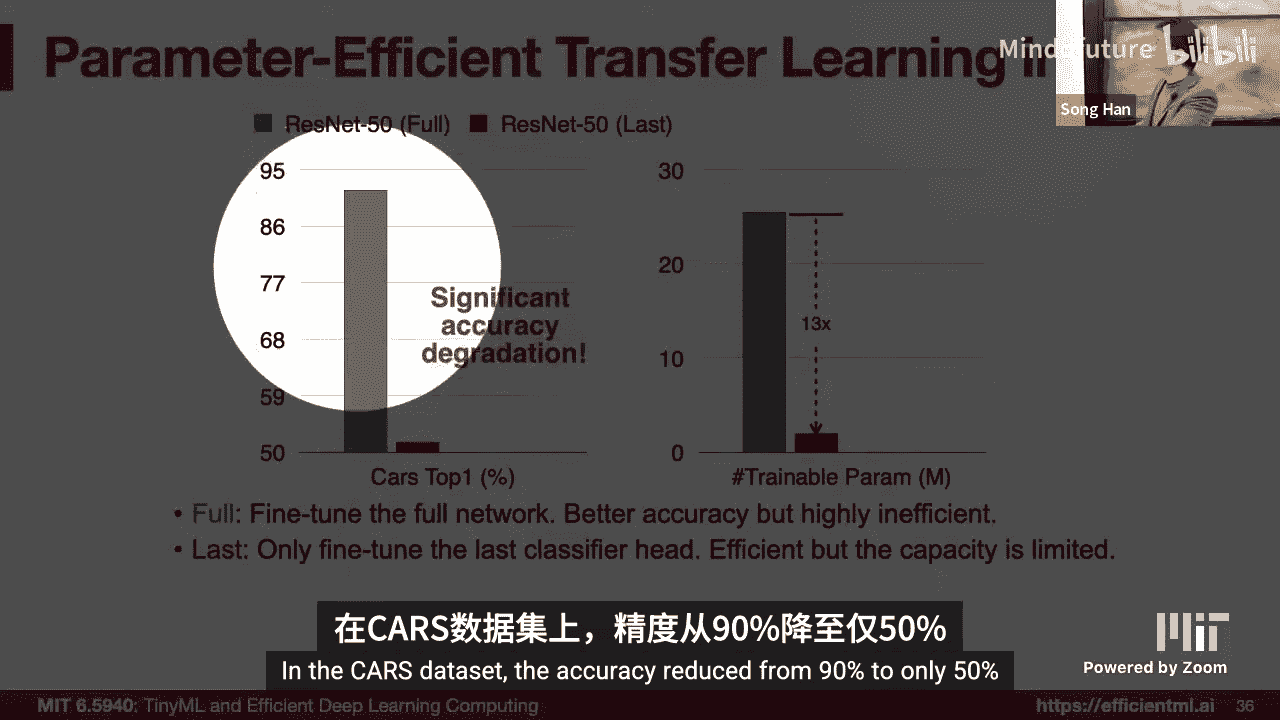 Parameter-Efficient Transfer Learning
Mind
uture
bilibili
Song Han
ResNet-50 (Full)
ResNet-50 (Last)
95
86
77
68
59
50
Significant
accuracy
degradation!
Cars Top1 (%)
30
20
10
0
13x
#Trainable Param (M)
• Full: Fine-tune the full network. Better accuracy but highly inefficient.
• Last: Only fine-tune the last classifier head. Efficient but the capacity is limited.
在CARS数据集上，精度从90%降至仅50%
In the CARS dataset, the accuracy reduced from 90% to only 50%
MIT
Powered by Zoom
MIT 6.5940: TinyML and Efficient Deep Learning Computing
https://efficientml.ai
36